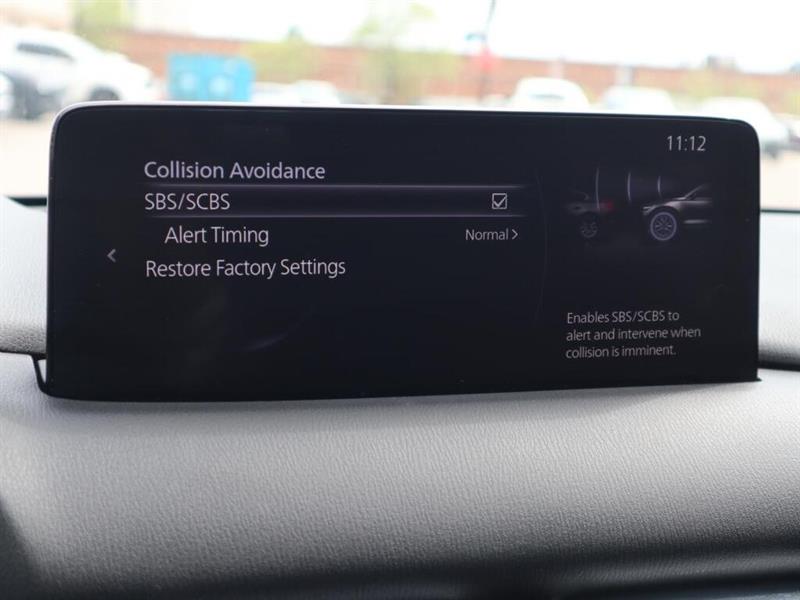 11:12
Collision Avoidance
SBS/SCBS
Alert Timing Normal
Restore Factory Settings
Enables SBS/SCBS to
alert and intervene when
collision is imminent.